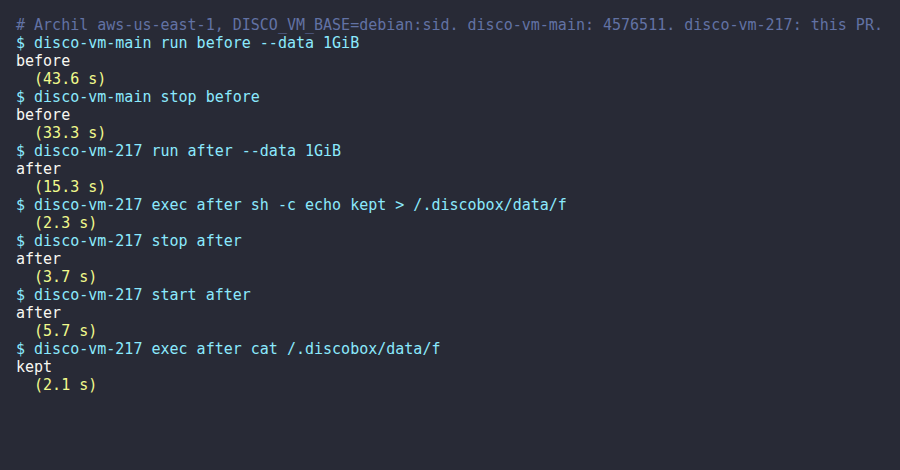 # Archil aws-us-east-1, DISCO_VM_BASE=debian:sid. disco-vm-main: 4576511. disco-vm-217: this PR.
$ disco-vm-main run before --data 1GiB
before
(43.6 s)
$ disco-vm-main stop before
before
(33.3 s)
$ disco-vm-217 run after --data 1GiB
after
(15.3 s)
$ disco-vm-217 exec after sh -c echo kept > /.discobox/data/f
(2.3 s)
$ disco-vm-217 stop after
after
(3.7 s)
$ disco-vm-217 start after
after
(5.7 s)
$ disco-vm-217 exec after cat /.discobox/data/f
kept
(2.1 s)